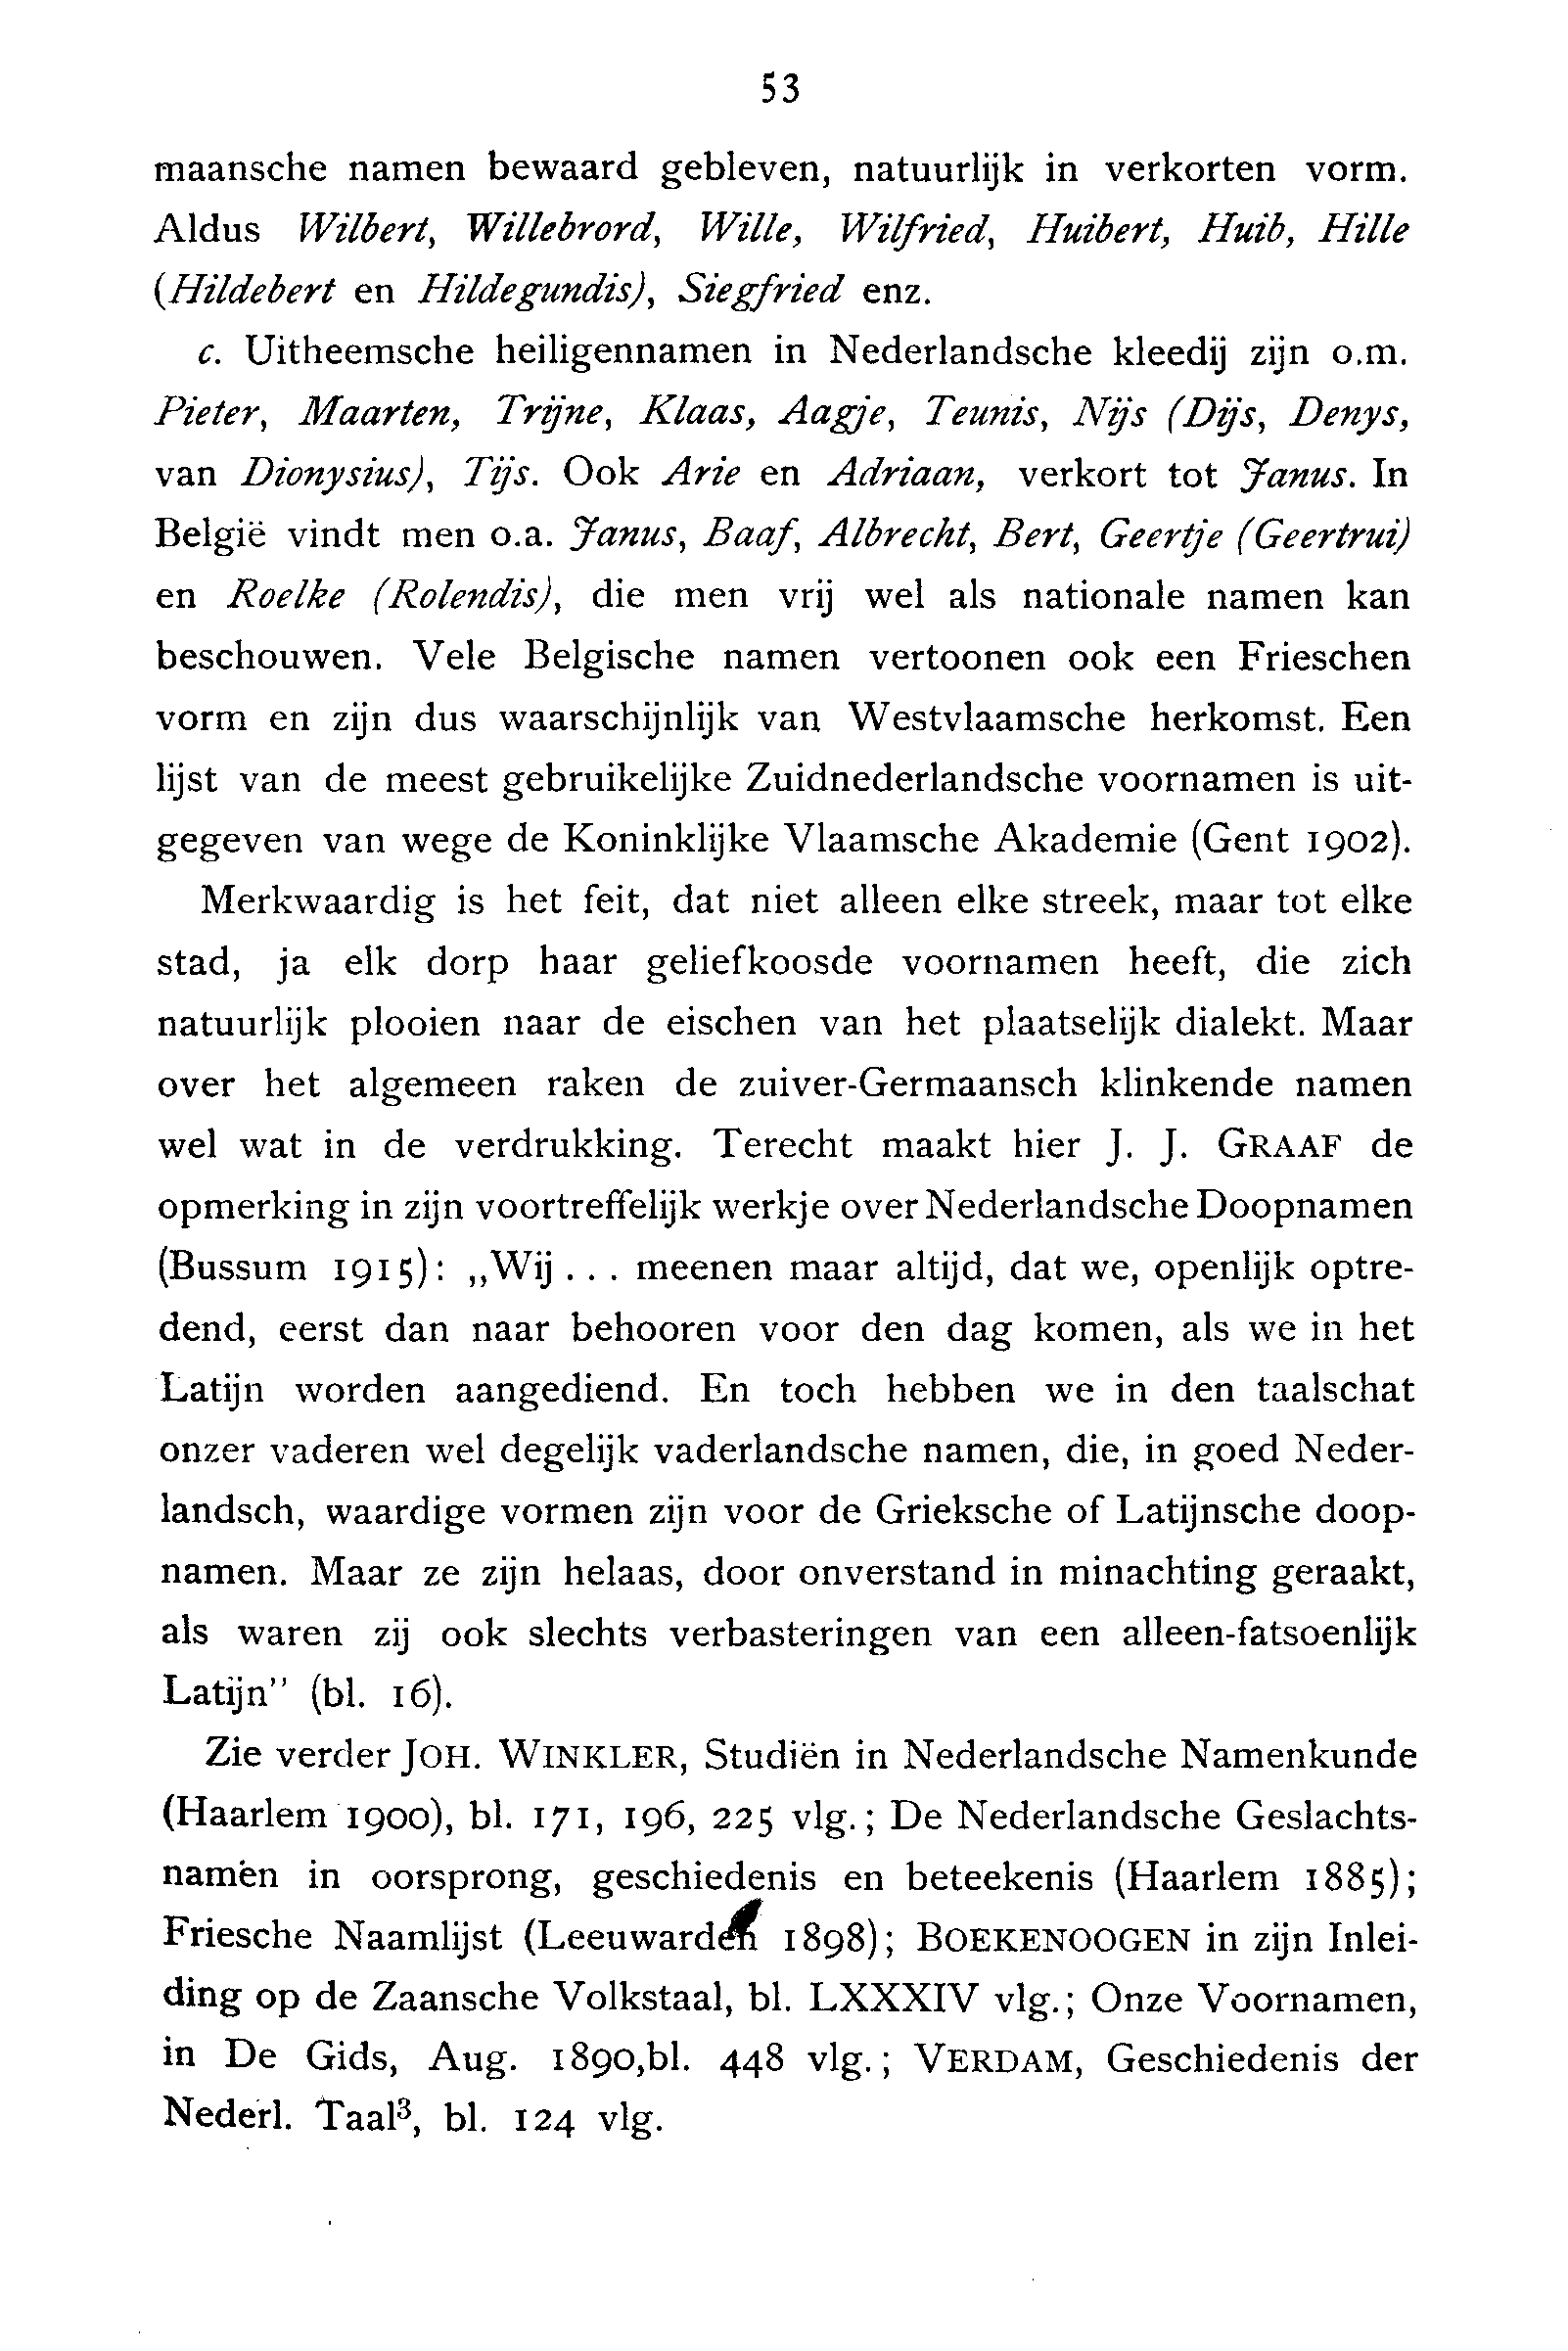 53
maansche namen bewaard gebleven, natuurlijk in verkorten vorm.
Aldus Wilbert, Willebrord, Wille, Wilfried, Huibert, Huib, Hille
(Hildebert en Hildegundis), Siegfried enz.
c. Uitheemsche heiligennamen in Nederlandsche kleedij zijn o.m.
Pieter, Maarten, Trijne, Klaas, Aagje, Teunis, Nijs (Dijs, Denys,
van Dionysius), Tijs. Ook Arie en Adriaan, verkort tot Janus. In
België vindt men o.a. Janus, Baaf, Albrecht, Bert, Geertje (Geertrui)
en Roelke (Rolendis), die men vrij wel als nationale namen kan
beschouwen. Vele Belgische namen vertoonen ook een Frieschen
vorm en zijn dus waarschijnlijk van Westvlaamsche herkomst. Een
lijst van de meest gebruikelijke Zuidnederlandsche voornamen is uit-
gegeven van wege de Koninklijke Vlaamsche Akademie (Gent 1902).
Merkwaardig is het feit, dat niet alleen elke streek, maar tot elke
stad, ja elk dorp haar geliefkoosde voornamen heeft, die zich
natuurlijk plooien naar de eischen van het plaatselijk dialekt. Maar
over het algemeen raken de zuiver-Germaansch klinkende namen
wel wat in de verdrukking. Terecht maakt hier J. J. GRAAF de
opmerking in zijn voortreffelijk werkje over Nederlandsche Doopnamen
(Bussum 1915): „Wij ... meenen maar altijd, dat we, openlijk optre-
dend, eerst dan naar behooren voor den dag komen, als we in het
Latijn worden aangediend. En toch hebben we in den taalschat
onzer vaderen wel degelijk vaderlandsche namen, die, in goed Neder-
landsch, waardige vormen zijn voor de Grieksche of Latijnsche doop-
namen. Maar ze zijn helaas, door onverstand in minachting geraakt,
als waren zij ook slechts verbasteringen van een alleen-fatsoenlijk
Latijn” (bl. 16).
Zie verder JOH. WINKLER, Studiën in Nederlandsche Namenkunde
(Haarlem 1900), bl. 171, 196, 225 vlg.; De Nederlandsche Geslachts-
namen in oorsprong, geschiedenis en beteekenis (Haarlem 1885);
Friesche Naamlijst (Leeuwarden 1898); BOEKENOOGEN in zijn Inlei-
ding op de Zaansche Volkstaal, bl. LXXXIV vlg.; Onze Voornamen,
in De Gids, Aug. 1890,bl. 448 vlg.; VERDAM, Geschiedenis der
Nederl. Taal³, bl. 124 vlg.